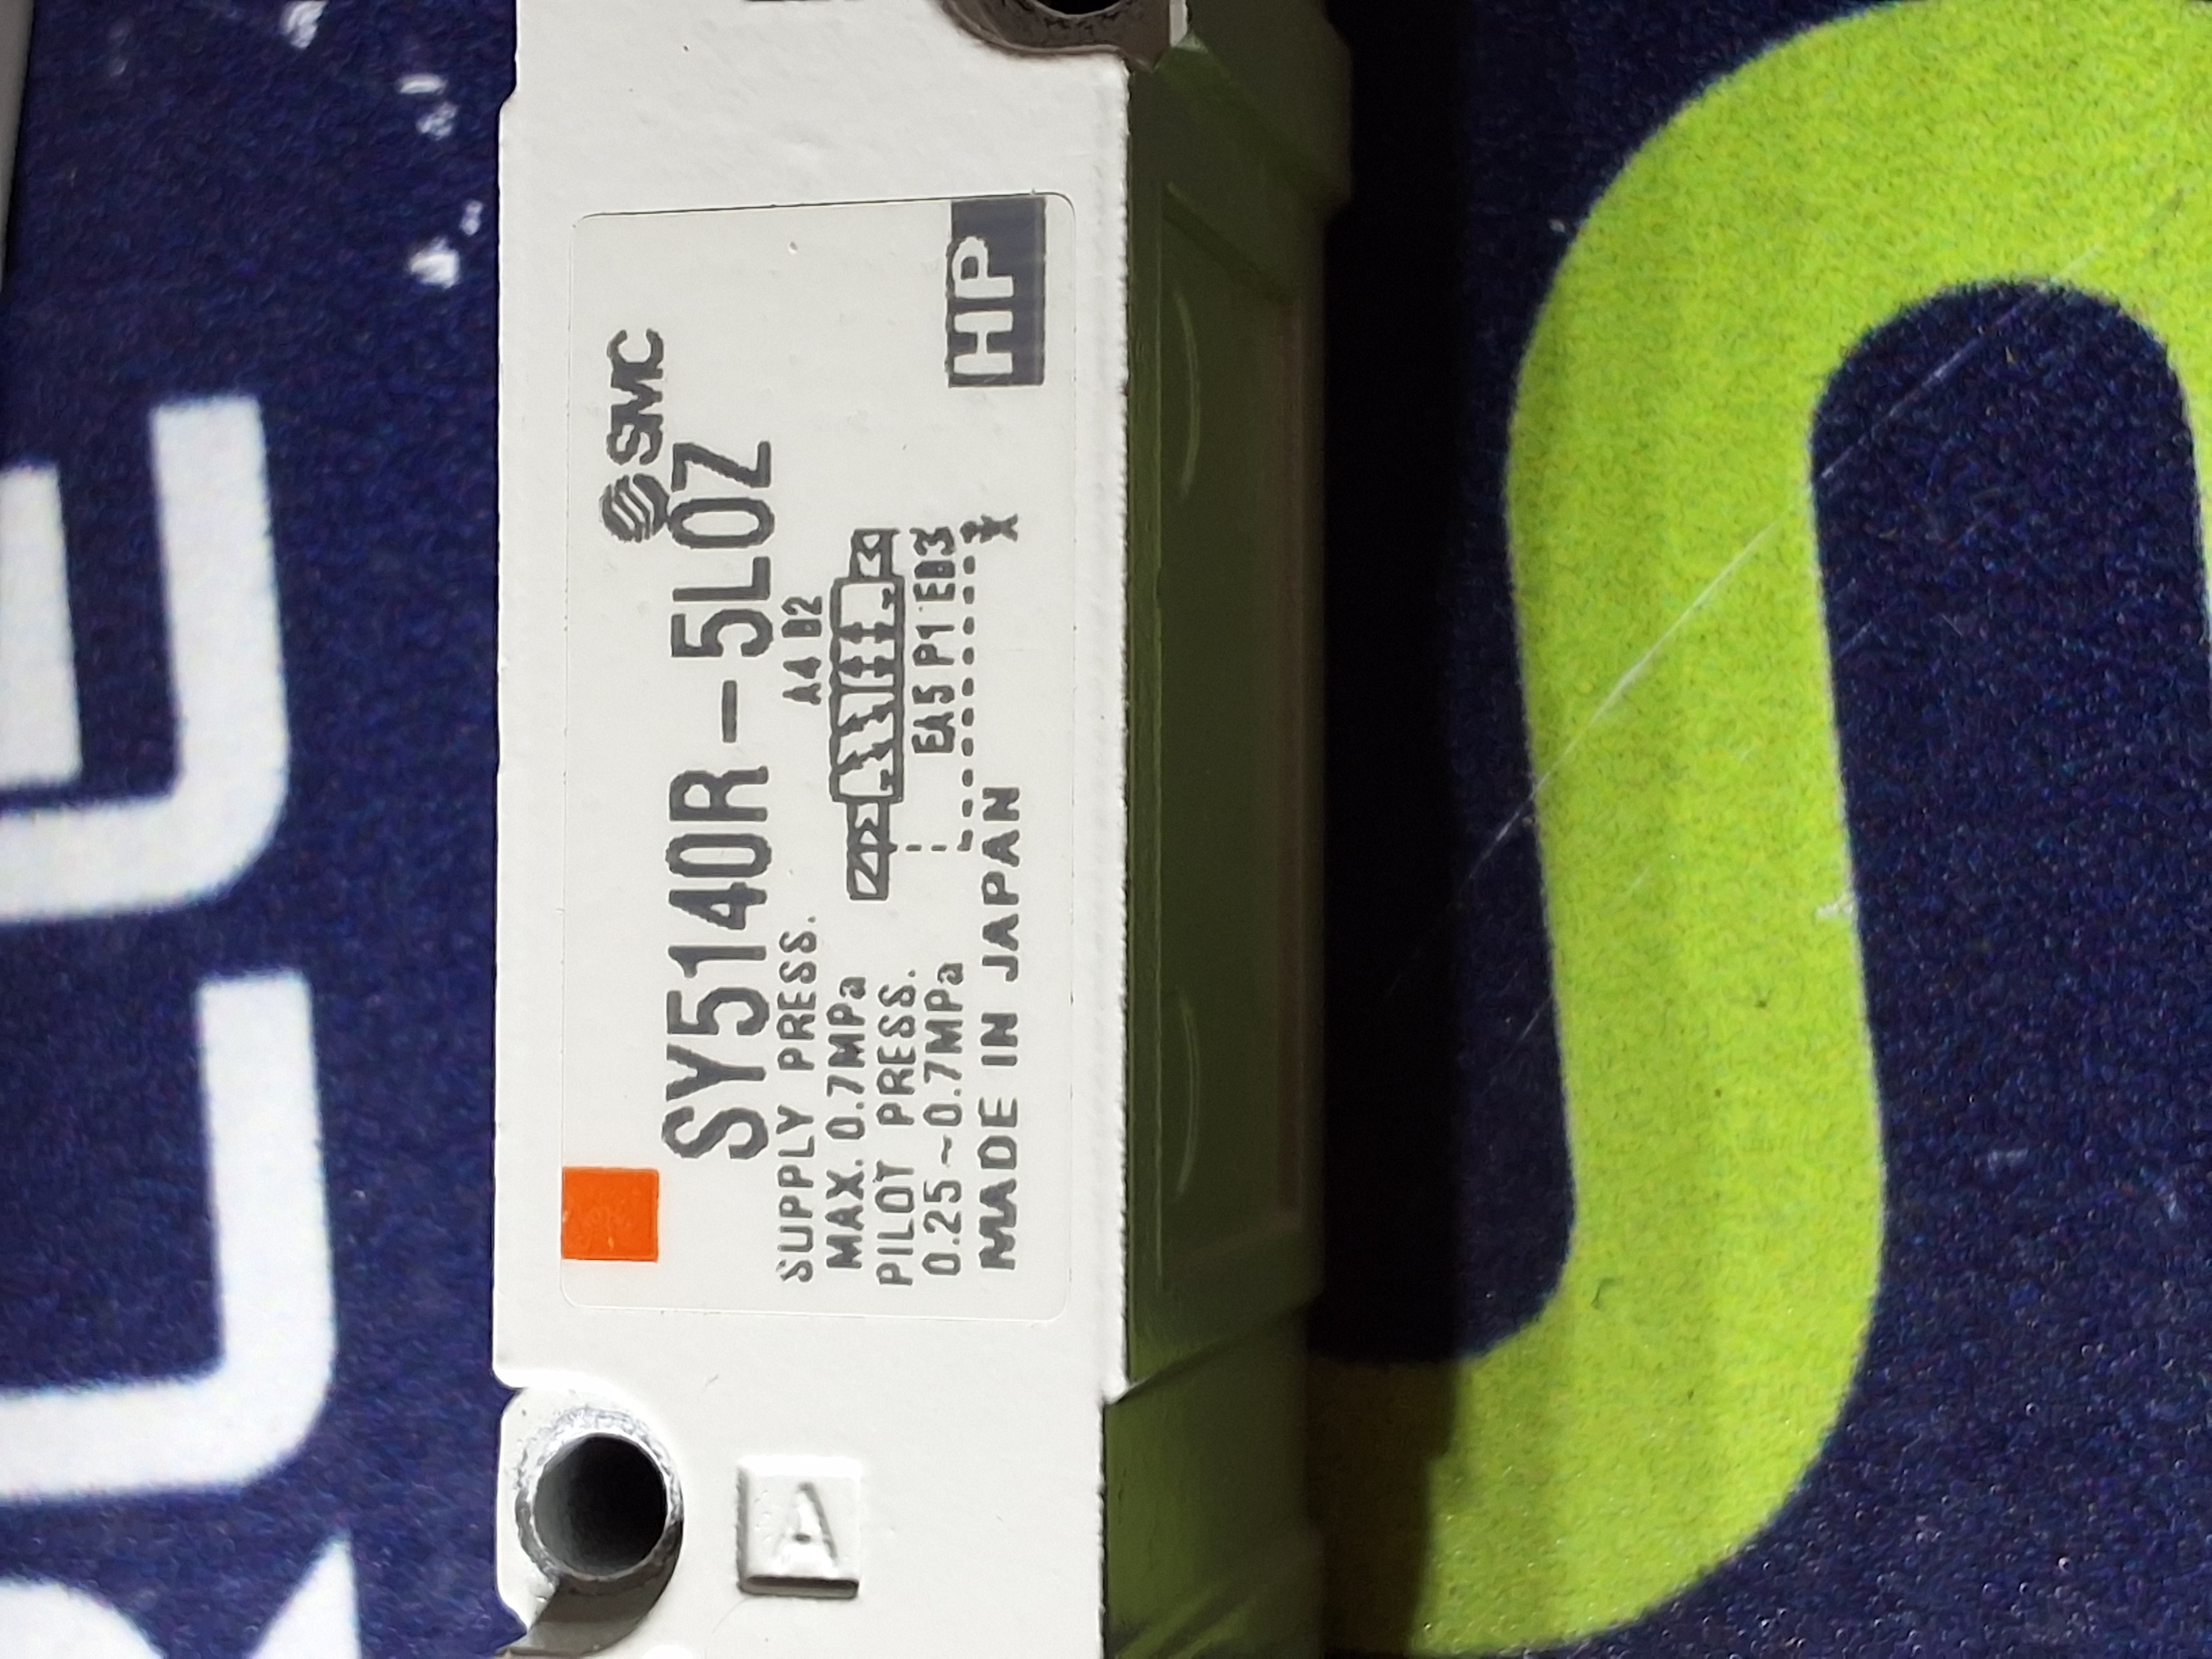 SMC
SY5140R-5LOZ
SUPPLY PRESS.
MAX. 0.7MPa
PILOT PRESS.
0.25~0.7MPa
MADE IN JAPAN
A4 B2
EA5 P1 EB3
X
HP
A